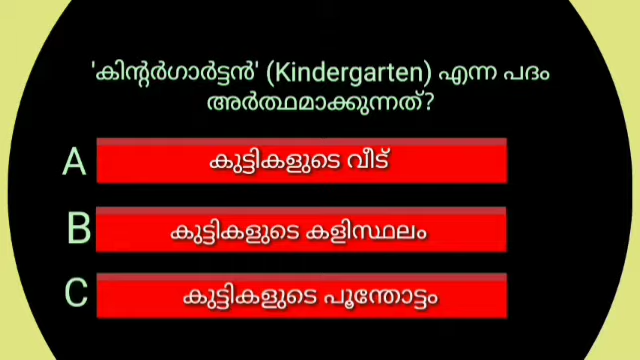 'കിന്റർഗാർട്ടൻ' (Kindergarten) എന്ന പദം
അർത്ഥമാക്കുന്നത്?
A കുട്ടികളുടെ വീട്
B കുട്ടികളുടെ കളിസ്ഥലം
C കുട്ടികളുടെ പൂന്തോട്ടം